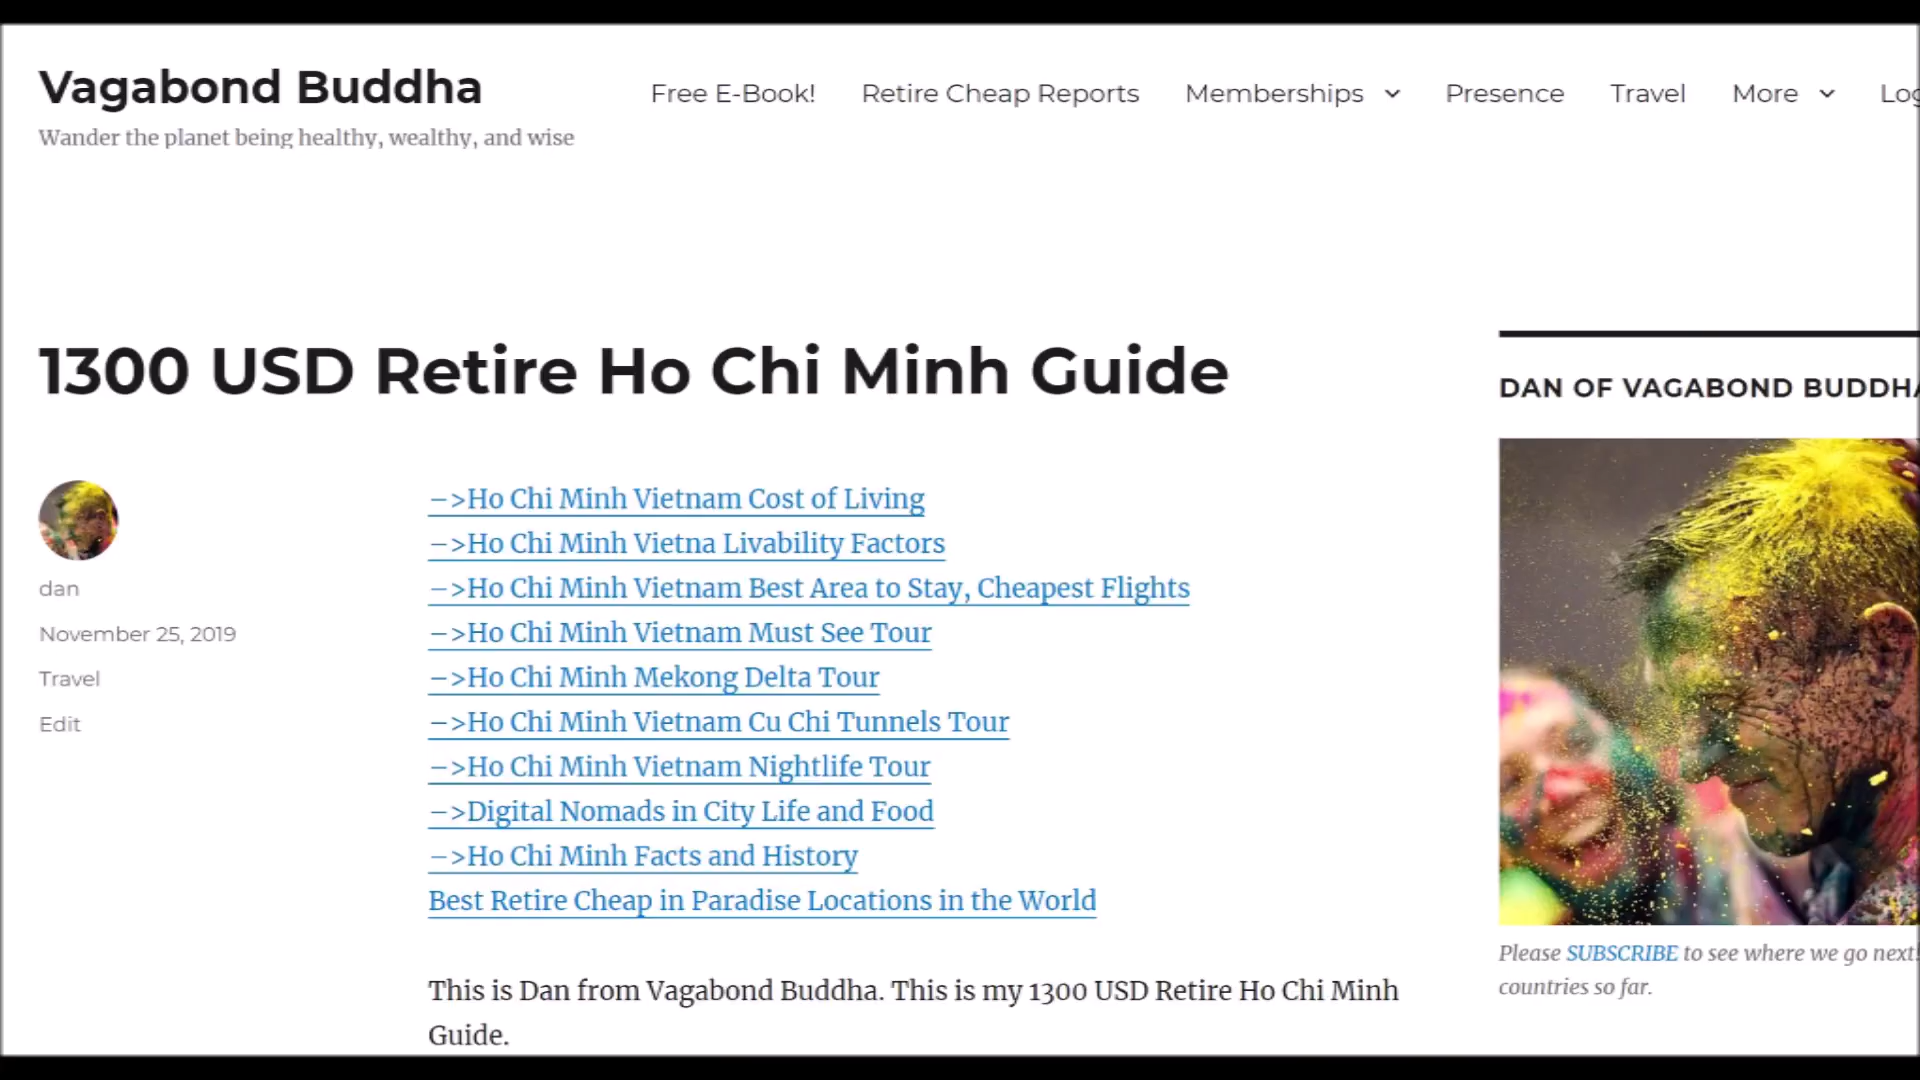 Vagabond Buddha
Wander the planet being healthy, wealthy, and wise
Free E-Book! Retire Cheap Reports Memberships Presence Travel More
1300 USD Retire Ho Chi Minh Guide
dan
November 25, 2019
Travel
Edit
–>Ho Chi Minh Vietnam Cost of Living
–>Ho Chi Minh Vietna Livability Factors
–>Ho Chi Minh Vietnam Best Area to Stay, Cheapest Flights
–>Ho Chi Minh Vietnam Must See Tour
–>Ho Chi Minh Mekong Delta Tour
–>Ho Chi Minh Vietnam Cu Chi Tunnels Tour
–>Ho Chi Minh Vietnam Nightlife Tour
–>Digital Nomads in City Life and Food
–>Ho Chi Minh Facts and History
Best Retire Cheap in Paradise Locations in the World
This is Dan from Vagabond Buddha. This is my 1300 USD Retire Ho Chi Minh
Guide.
DAN OF VAGABOND BUDDHA
Please SUBSCRIBE to see where we go next!
countries so far.